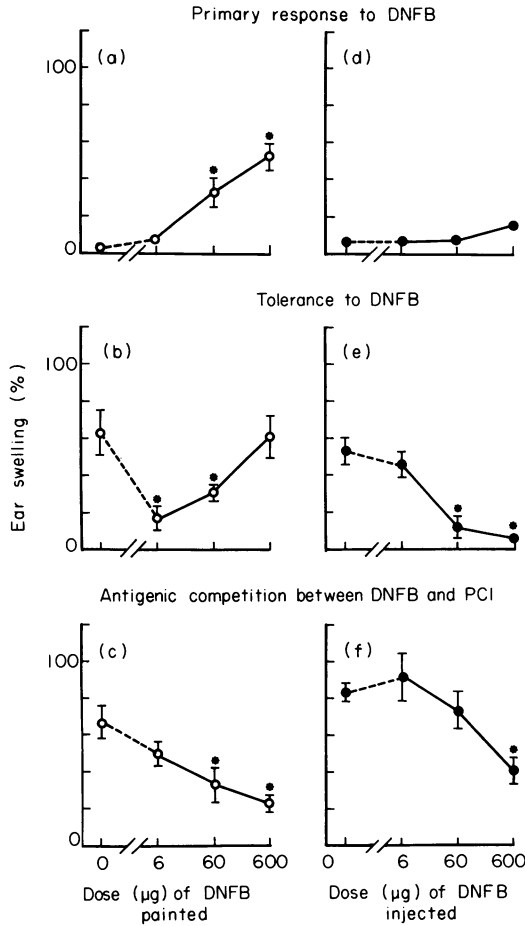 Primary response to DNFB
(a)
(d)
100
0
*
*
Tolerance to DNFB
(b)
(e)
100
0
*
*
*
*
Ear swelling (%)
Antigenic competition between DNFB and PCl
(c)
(f)
100
0
*
*
*
0 6 60 600
0 6 60 600
Dose (μg) of DNFB
painted
Dose (μg) of DNFB
injected